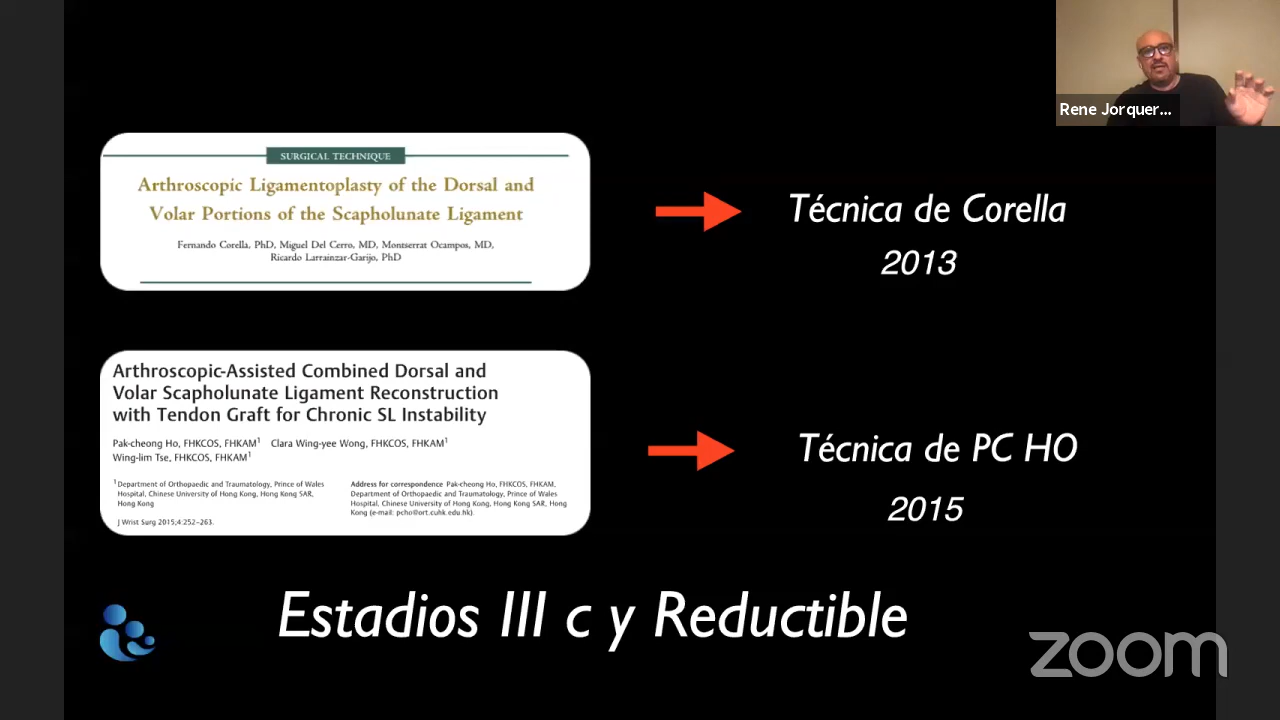 Rene Jorquer...
SURGICAL TECHNIQUE
Arthroscopic Ligamentoplasty of the Dorsal and
Volar Portions of the Scapholunate Ligament
Fernando Corella, PhD, Miguel Del Cerro, MD, Montserrat Ocampos, MD,
Ricardo Larrainzar-Garijo, PhD
Técnica de Corella
2013
Arthroscopic-Assisted Combined Dorsal and
Volar Scapholunate Ligament Reconstruction
with Tendon Graft for Chronic SL Instability
Pak-cheong Ho, FHKCOS, FHKAM1 Clara Wing-yee Wong, FHKCOS, FHKAM1
Wing-lim Tse, FHKCOS, FHKAM1
1 Department of Orthopaedic and Traumatology, Prince of Wales
Hospital, Chinese University of Hong Kong, Hong Kong SAR,
Hong Kong
J Wrist Surg 2015;4:252–263.
Address for correspondence Pak-cheong Ho, FHKCOS, FHKAM,
Department of Orthopaedic and Traumatology, Prince of Wales
Hospital, Chinese University of Hong Kong, Hong Kong SAR, Hong
Kong (e-mail: pcho@ort.cuhk.edu.hk).
Técnica de PC HO
2015
Estadios III c y Reductible
zoom